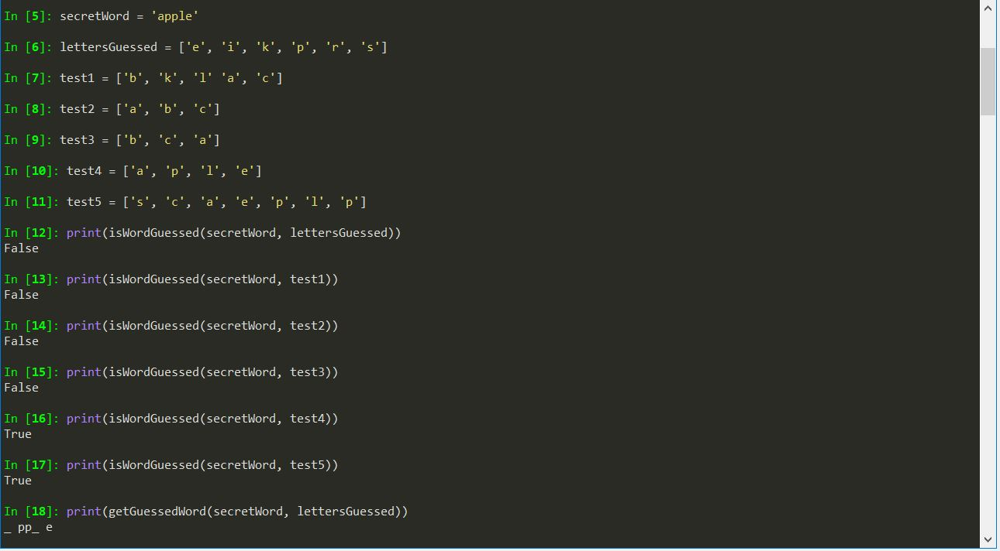 In [5]: secretWord = 'apple'
In [6]: lettersGuessed = ['e', 'i', 'k', 'p', 'r', 's']
In [7]: test1 = ['b', 'k', 'l' 'a', 'c']
In [8]: test2 = ['a', 'b', 'c']
In [9]: test3 = ['b', 'c', 'a']
In [10]: test4 = ['a', 'p', 'l', 'e']
In [11]: test5 = ['s', 'c', 'a', 'e', 'p', 'l', 'p']
In [12]: print(isWordGuessed(secretWord, lettersGuessed))
False
In [13]: print(isWordGuessed(secretWord, test1))
False
In [14]: print(isWordGuessed(secretWord, test2))
False
In [15]: print(isWordGuessed(secretWord, test3))
False
In [16]: print(isWordGuessed(secretWord, test4))
True
In [17]: print(isWordGuessed(secretWord, test5))
True
In [18]: print(getGuessedWord(secretWord, lettersGuessed))
_ pp_ e